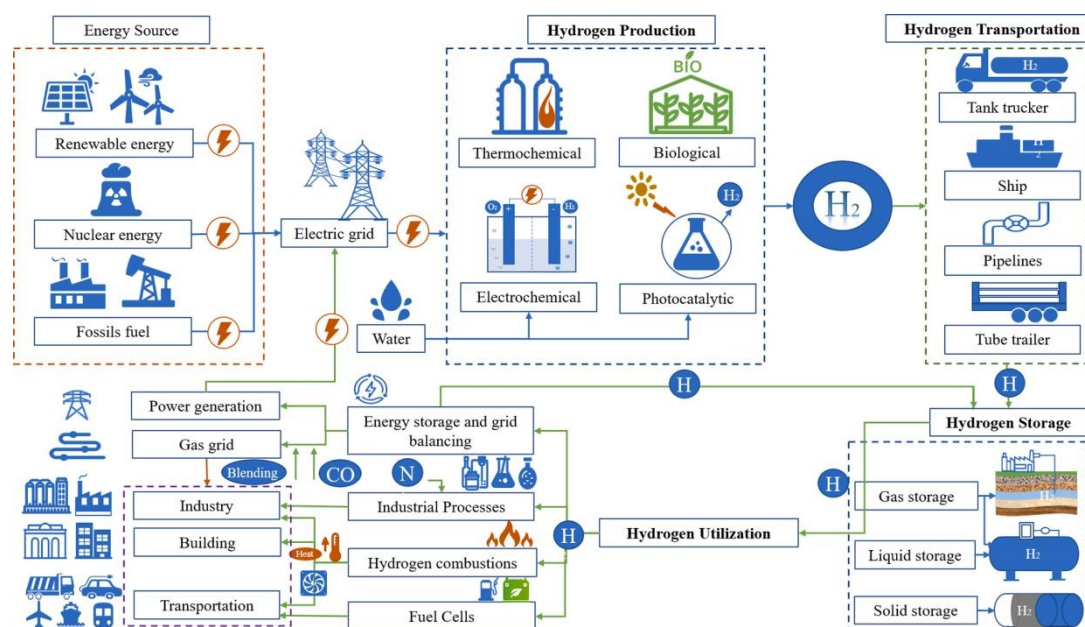 Energy Source
Hydrogen Production
Hydrogen Transportation
H2
Tank trucker
BIO
Renewable energy
Thermochemical
Biological
H
2
Ship
H2
O2
+
-
H2
H2
Nuclear energy
Electric grid
Pipelines
Electrochemical
Photocatalytic
Fossils fuel
Water
Tube trailer
H
H
Power generation
Energy storage and grid
balancing
Hydrogen Storage
Gas grid
Blending
CO
N
H
Gas storage
H
Industry
Industrial Processes
Hydrogen Utilization
H
Building
Heat
Hydrogen combustions
Liquid storage
H2
Transportation
Fuel Cells
Solid storage
H2